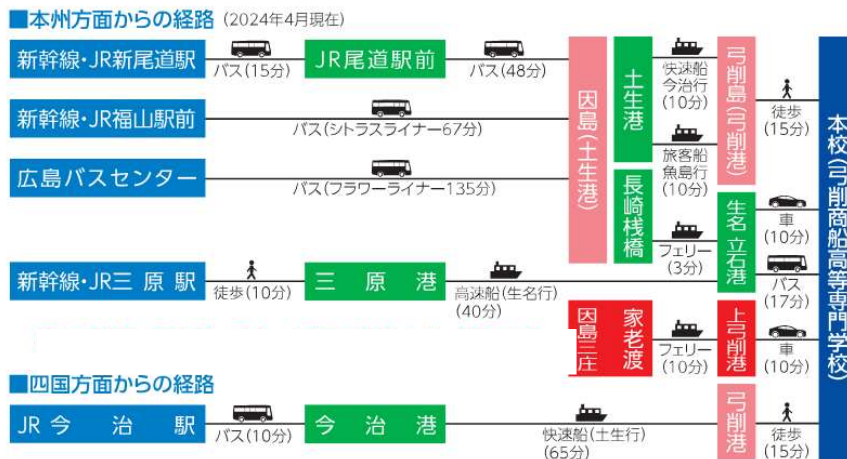 ■本州方面からの経路 (2024年4月現在)
新幹線・JR新尾道駅
バス(15分)
JR尾道駅前
バス(48分)
新幹線・JR福山駅前
バス(シトラスライナー67分)
広島バスセンター
バス(フラワーライナー135分)
因島(土生港)
土生港
快速船
今治行
(10分)
旅客船
魚島行
(10分)
弓削島(弓削港)
徒歩
(15分)
長崎桟橋
フェリー
(3分)
生名 立石港
車
(10分)
バス
(17分)
新幹線・JR三原駅
徒歩(10分)
三原港
高速船(生名行)
(40分)
因島三庄
家老渡
フェリー
(10分)
上弓削港
車
(10分)
■四国方面からの経路
JR今治駅
バス(10分)
今治港
快速船(土生行)
(65分)
弓削港
徒歩
(15分)
本校(弓削商船高等専門学校)